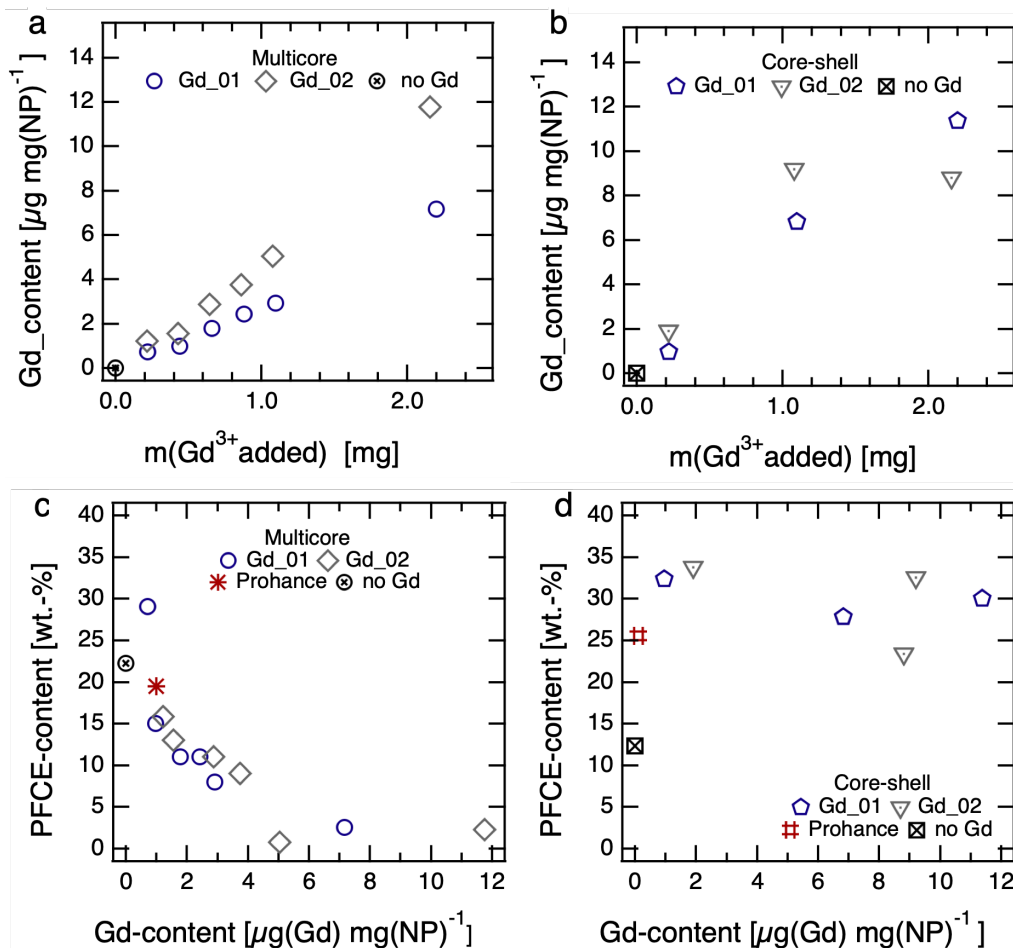 a
Gd_content [µg mg(NP)⁻¹ ]
14
12
10
8
6
4
2
0
Multicore
Gd_01 Gd_02 no Gd
0.0 1.0 2.0
m(Gd³⁺added) [mg]
b
Gd_content [µg mg(NP)⁻¹ ]
14
12
10
8
6
4
2
0
Core-shell
Gd_01 Gd_02 no Gd
0.0 1.0 2.0
m(Gd³⁺added) [mg]
c
PFCE-content [wt.-%]
40
35
30
25
20
15
10
5
0
Multicore
Gd_01 Gd_02
Prohance no Gd
0 2 4 6 8 10 12
Gd-content [µg(Gd) mg(NP)⁻¹]
d
PFCE-content [wt.-%]
40
35
30
25
20
15
10
5
0
Core-shell
Gd_01 Gd_02
Prohance no Gd
0 2 4 6 8 10 12
Gd-content [µg(Gd) mg(NP)⁻¹]